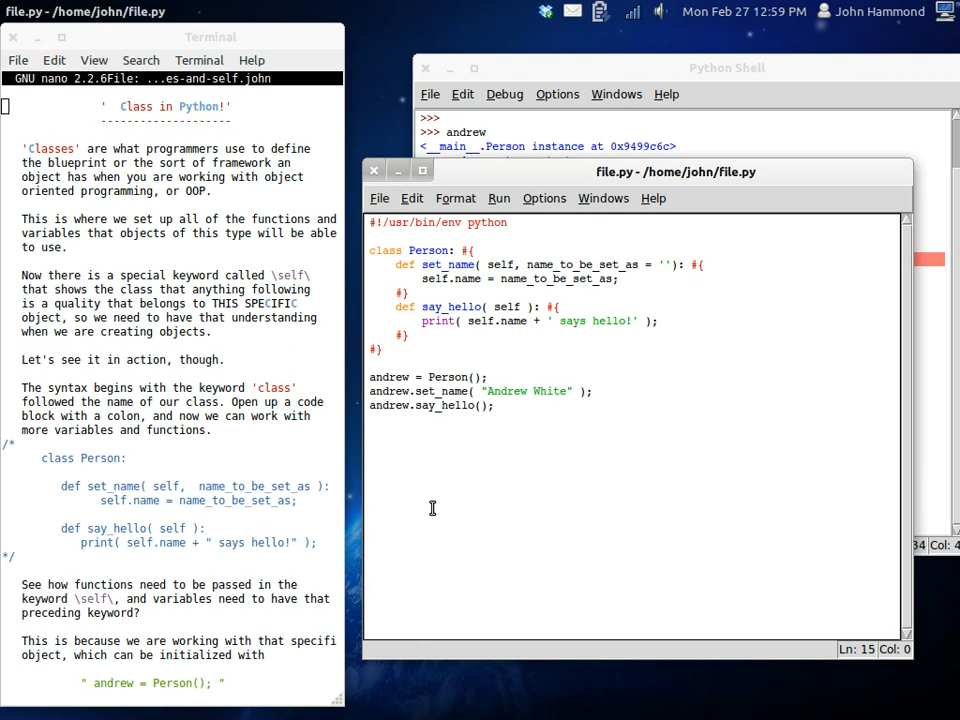 file.py - /home/john/file.py
Mon Feb 27 12:59 PM
John Hammond
Terminal
File Edit View Search Terminal Help
GNU nano 2.2.6File: ...es-and-self.john
' Class in Python!'
--------------------
'Classes' are what programmers use to define
the blueprint or the sort of framework an
object has when you are working with object
oriented programming, or OOP.
This is where we set up all of the functions and
variables that objects of this type will be able
to use.
Now there is a special keyword called \self\
that shows the class that anything following
is a quality that belongs to THIS SPECIFIC
object, so we need to have that understanding
when we are creating objects.
Let's see it in action, though.
The syntax begins with the keyword 'class'
followed the name of our class. Open up a code
block with a colon, and now we can work with
more variables and functions.
/*
class Person:
def set_name( self,  name_to_be_set_as ):
self.name = name_to_be_set_as;
def say_hello( self ):
print( self.name + " says hello!" );
*/
See how functions need to be passed in the
keyword \self\, and variables need to have that
preceding keyword?
This is because we are working with that specifi
object, which can be initialized with
" andrew = Person(); "
Python Shell
File Edit Debug Options Windows Help
>>>
>>> andrew
<__main__.Person instance at 0x9499c6c>
file.py - /home/john/file.py
File Edit Format Run Options Windows Help
#!/usr/bin/env python
class Person: #{
def set_name( self, name_to_be_set_as = ''): #{
self.name = name_to_be_set_as;
#}
def say_hello( self ): #{
print( self.name + ' says hello!' );
#}
#}
andrew = Person();
andrew.set_name( "Andrew White" );
andrew.say_hello();
Ln: 15 Col: 0
34 Col: 4